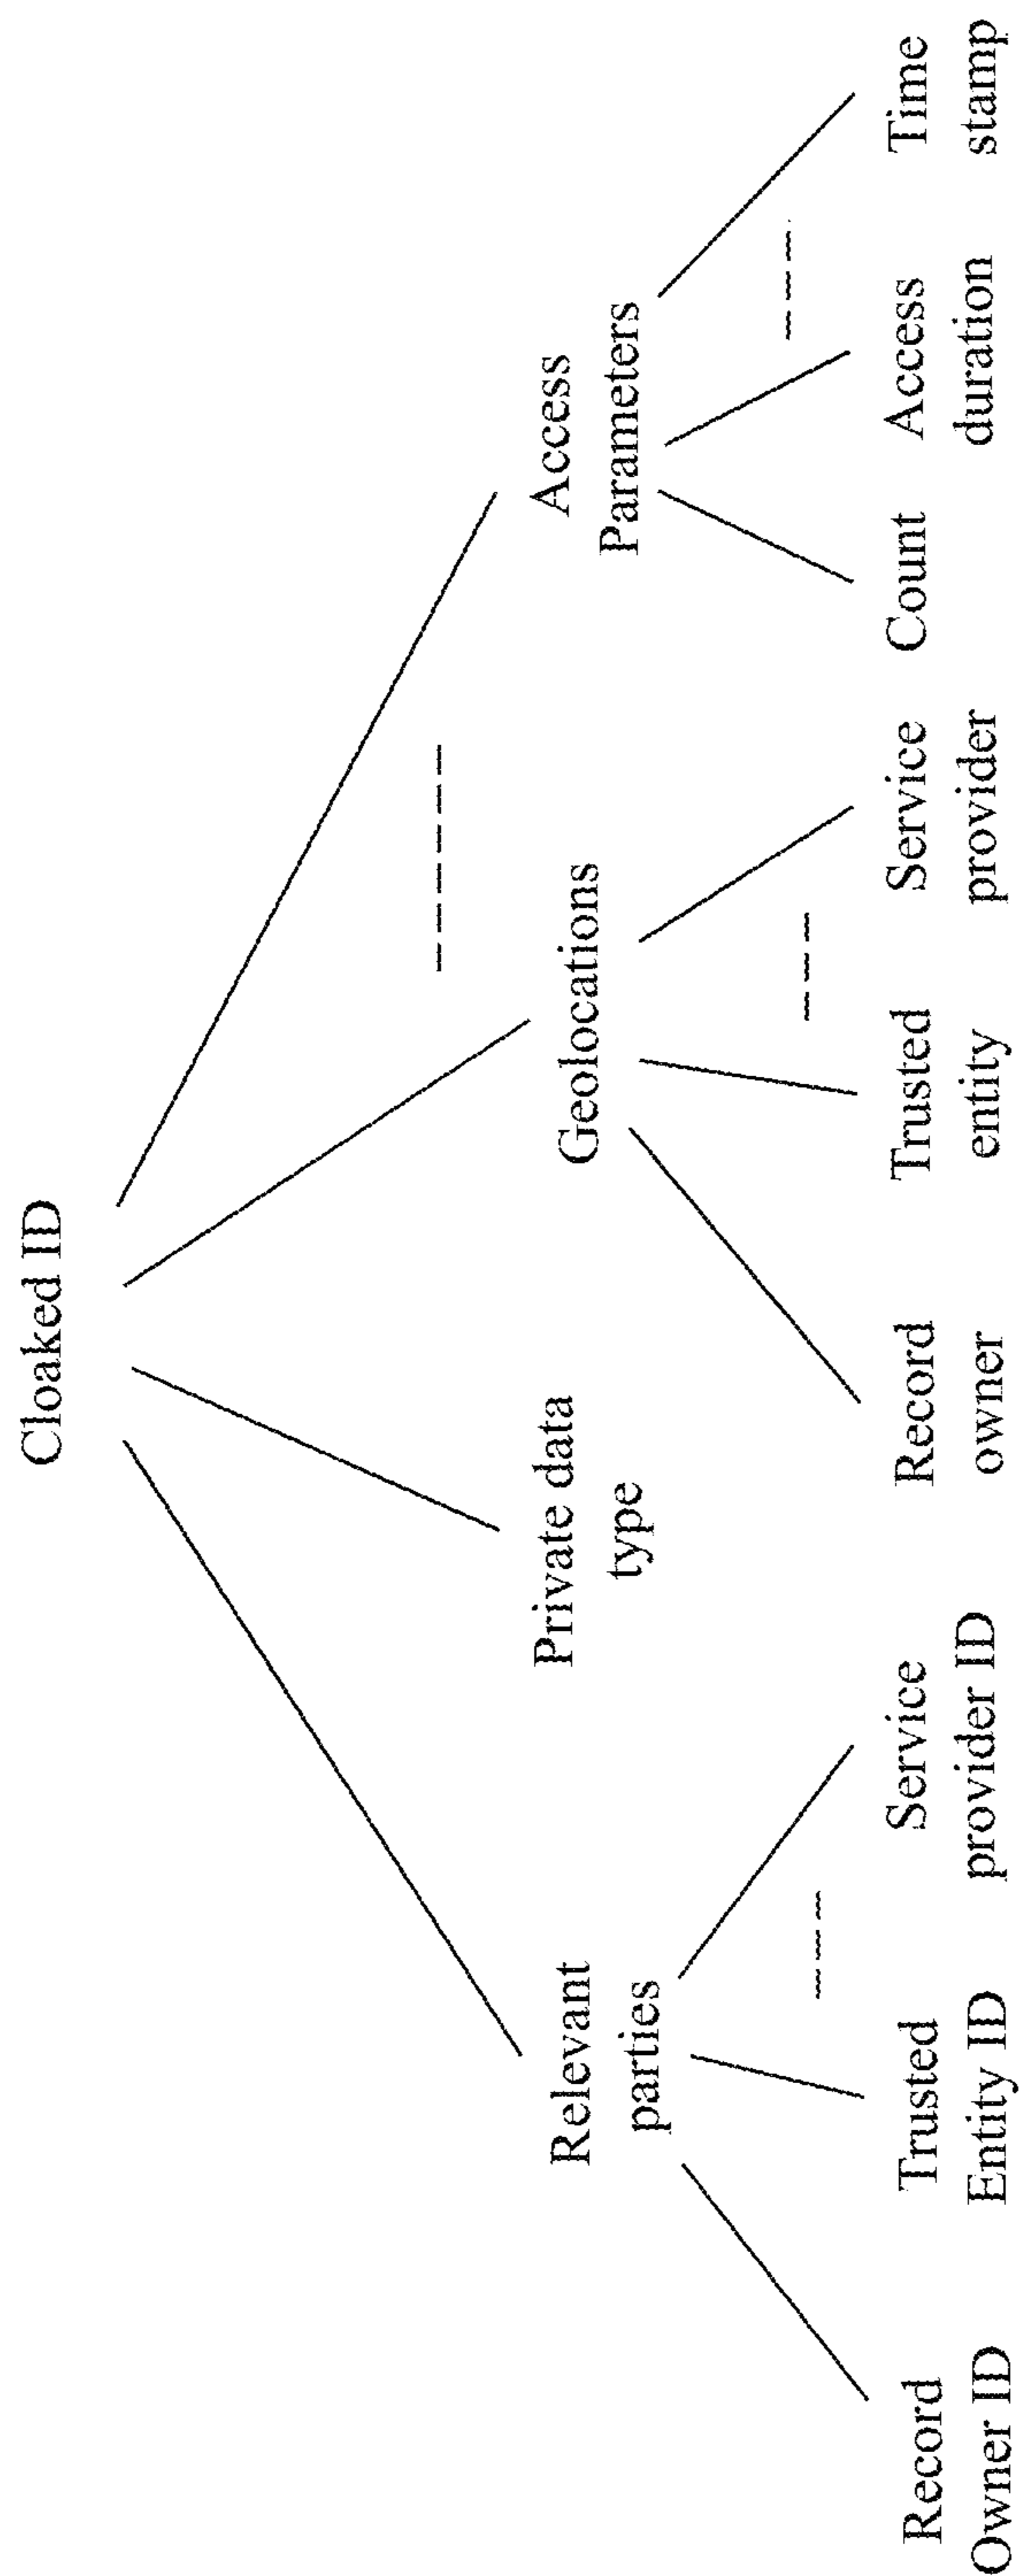 Cloaked ID
Relevant
parties
Private data
type
Geolocations
Access
Parameters
Record
Owner ID
Trusted
Entity ID
Service
provider ID
Record
owner
Trusted
entity
Service
provider
Count
Access
duration
Time
stamp